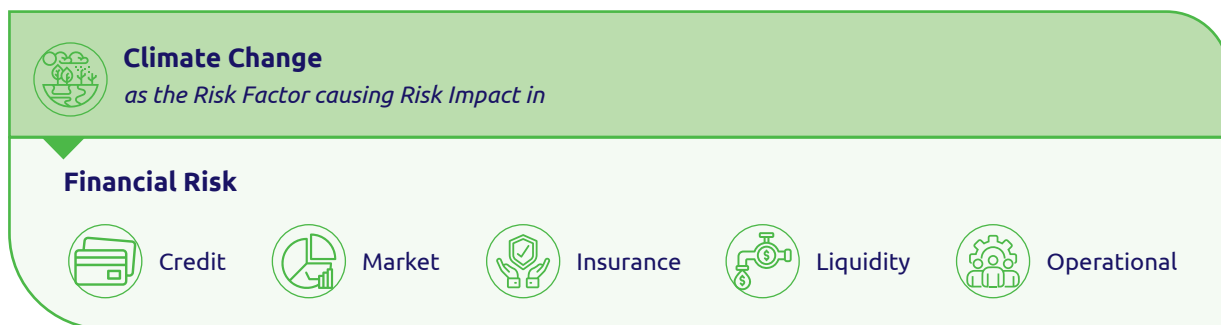 Climate Change
as the Risk Factor causing Risk Impact in
Financial Risk
Credit
Market
Insurance
Liquidity
Operational